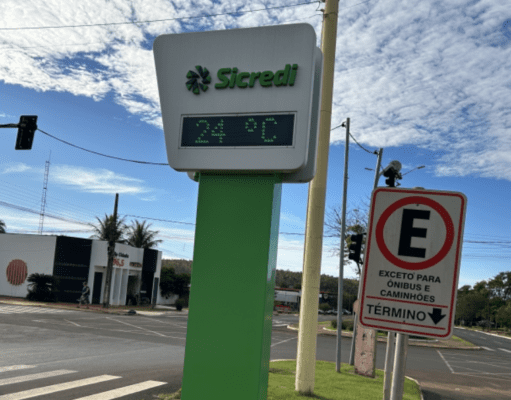 Sicredi
24 °C
E
EXCETO PARA
ÔNIBUS E
CAMINHÕES
TÉRMINO